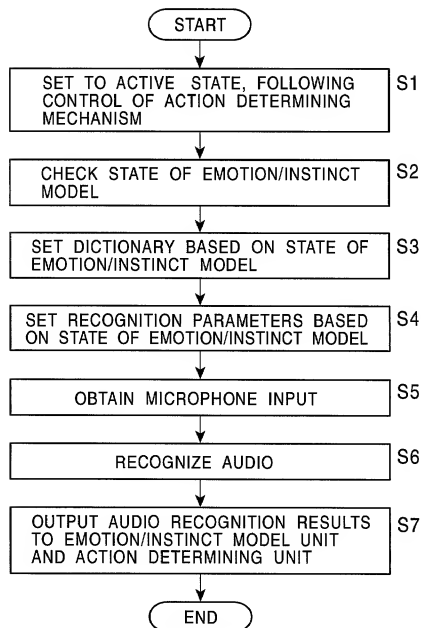 START
SET TO ACTIVE STATE, FOLLOWING
CONTROL OF ACTION DETERMINING
MECHANISM
S1
CHECK STATE OF EMOTION/INSTINCT
MODEL
S2
SET DICTIONARY BASED ON STATE OF
EMOTION/INSTINCT MODEL
S3
SET RECOGNITION PARAMETERS BASED
ON STATE OF EMOTION/INSTINCT MODEL
S4
OBTAIN MICROPHONE INPUT
S5
RECOGNIZE AUDIO
S6
OUTPUT AUDIO RECOGNITION RESULTS
TO EMOTION/INSTINCT MODEL UNIT
AND ACTION DETERMINING UNIT
S7
END